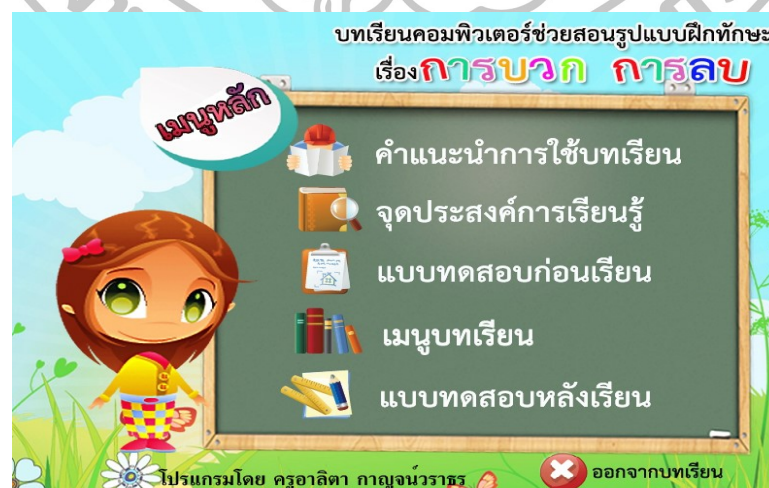 บทเรียนคอมพิวเตอร์ช่วยสอนรูปแบบฝึกทักษะ
เรื่องการบวก การลบ
เมนูหลัก
คำแนะนำการใช้บทเรียน
จุดประสงค์การเรียนรู้
แบบทดสอบก่อนเรียน
เมนูบทเรียน
แบบทดสอบหลังเรียน
โปรแกรมโดย ครูอาลิตา กาญจน์วราธร
ออกจากบทเรียน